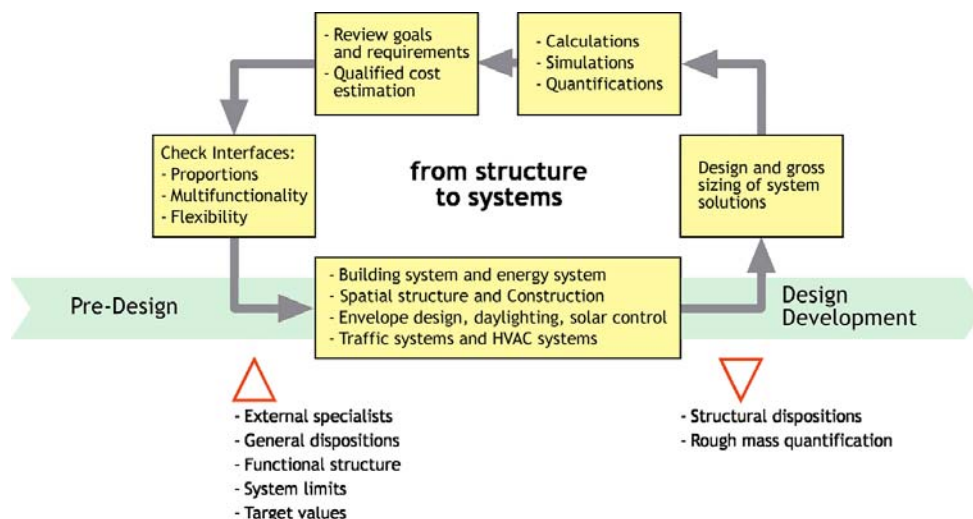 - Review goals
and requirements
- Qualified cost
estimation
- Calculations
- Simulations
- Quantifications
Check Interfaces:
- Proportions
- Multifunctionality
- Flexibility
from structure
to systems
Design and gross
sizing of system
solutions
Pre-Design
- Building system and energy system
- Spatial structure and Construction
- Envelope design, daylighting, solar control
- Traffic systems and HVAC systems
Design
Development
- External specialists
- General dispositions
- Functional structure
- System limits
- Target values
- Structural dispositions
- Rough mass quantification